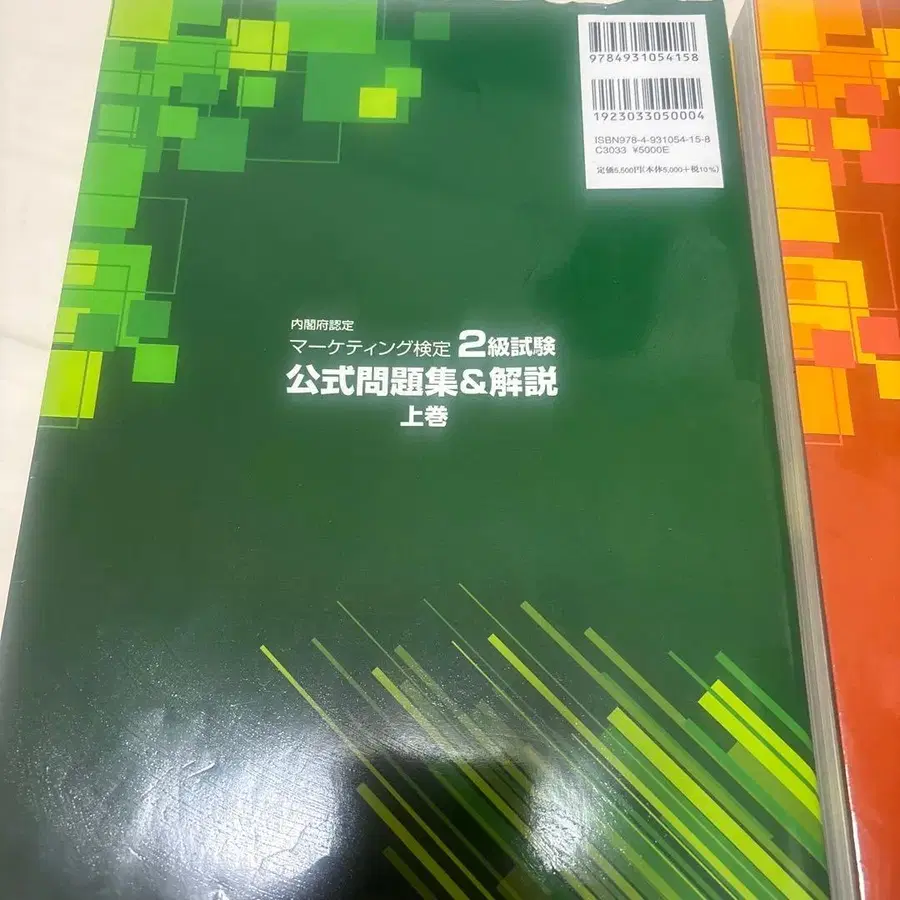 9784931054158
1923033050004
ISBN978-4-931054-15-8
C3033 ¥5000E
定価5,500円(本体5,000+税10%)
内閣府認定
マーケティング検定 2級試験
公式問題集&解説
上巻